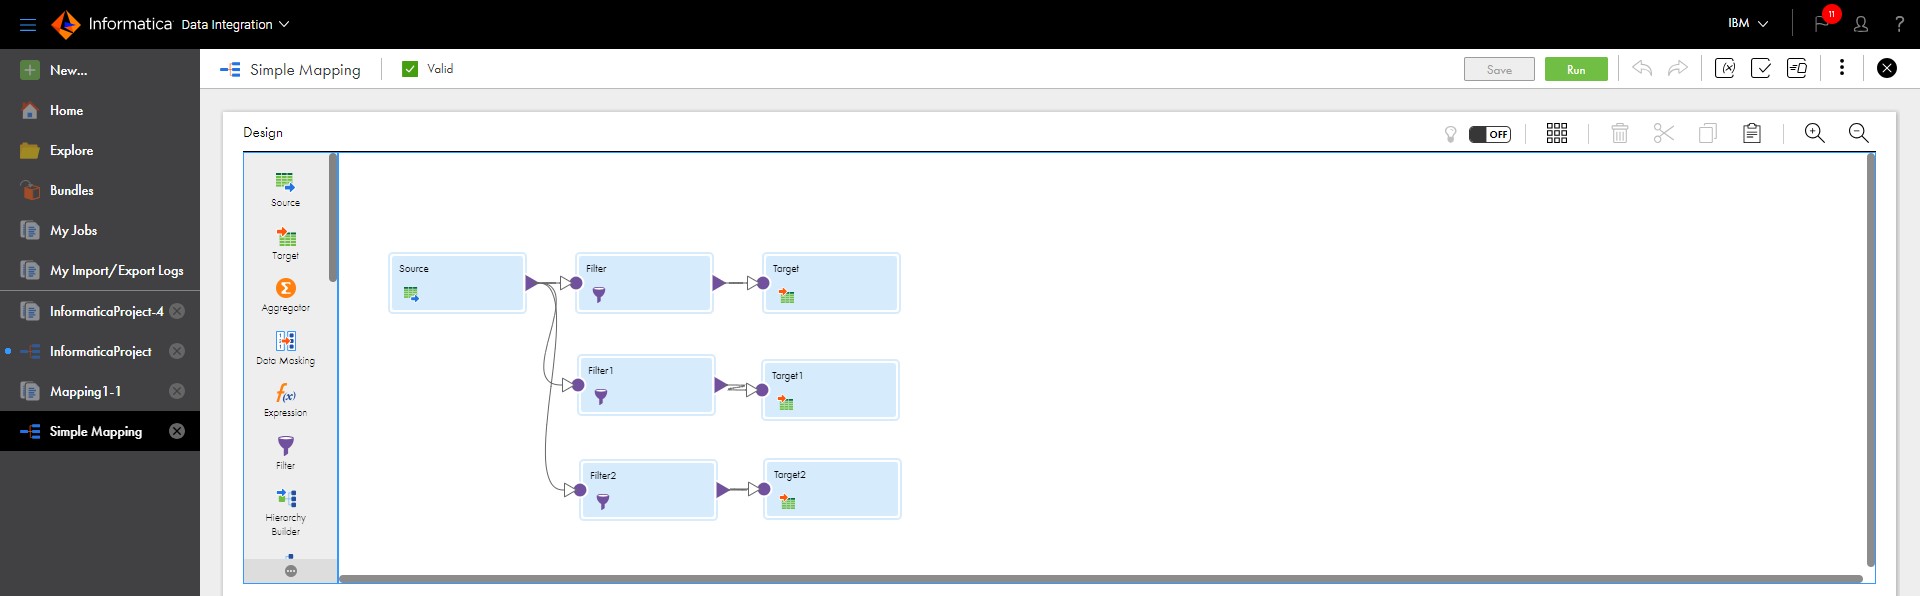 Informatica Data Integration
IBM
11
?
New...
Home
Explore
Bundles
My Jobs
My Import/Export Logs
InformaticaProject-4
InformaticaProject
Mapping1-1
Simple Mapping
Simple Mapping
Valid
Save
Run
(x)
Design
OFF
Source
Target
Aggregator
Data Masking
f(x)
Expression
Filter
Hierarchy
Builder
Source
Filter
Target
Filter1
Target1
Filter2
Target2